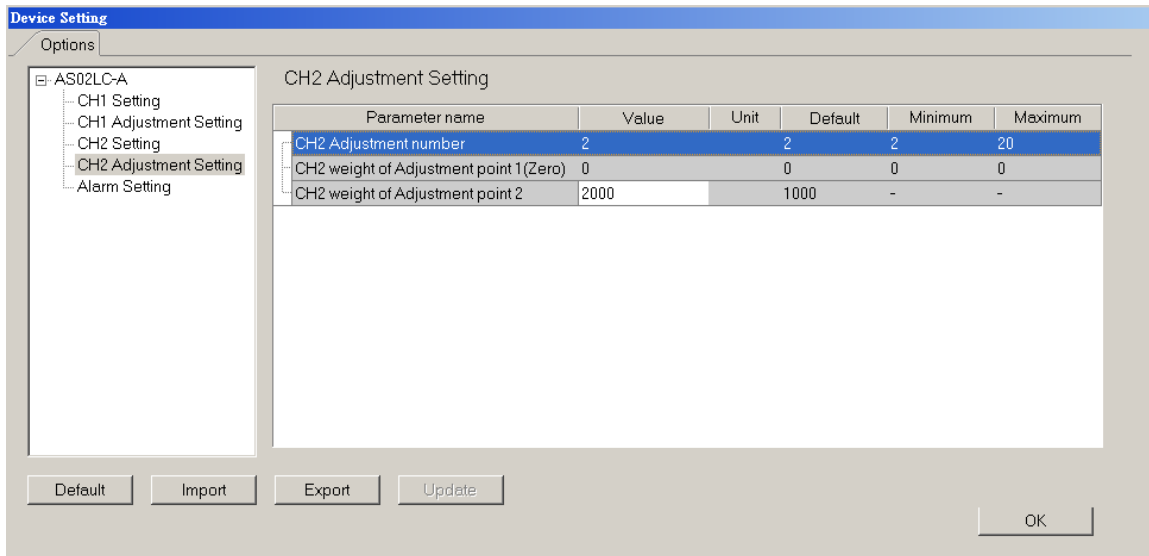 Device Setting
Options
AS02LC-A
CH1 Setting
CH1 Adjustment Setting
CH2 Setting
CH2 Adjustment Setting
Alarm Setting
CH2 Adjustment Setting
Parameter name Value Unit Default Minimum Maximum
CH2 Adjustment number 2 2 2 20
CH2 weight of Adjustment point 1(Zero) 0 0 0 0
CH2 weight of Adjustment point 2 2000 1000 - -
Default Import Export Update
OK